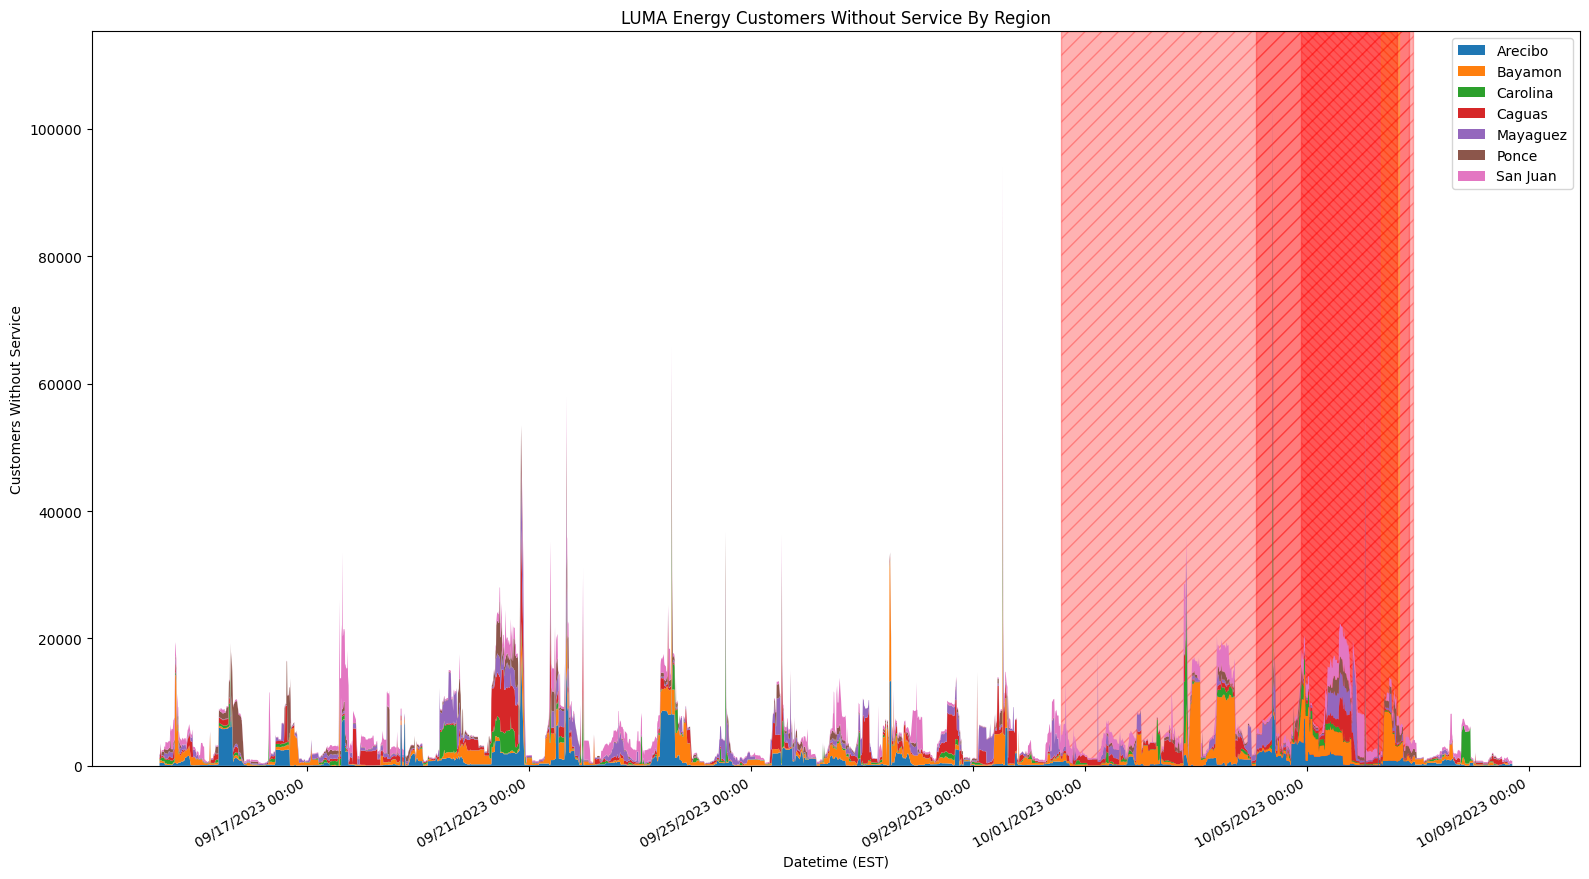 LUMA Energy Customers Without Service By Region
Arecibo
Bayamon
Carolina
Caguas
Mayaguez
Ponce
San Juan
100000
80000
60000
40000
20000
0
Customers Without Service
09/17/2023 00:00
09/21/2023 00:00
09/25/2023 00:00
09/29/2023 00:00
10/01/2023 00:00
10/05/2023 00:00
10/09/2023 00:00
Datetime (EST)